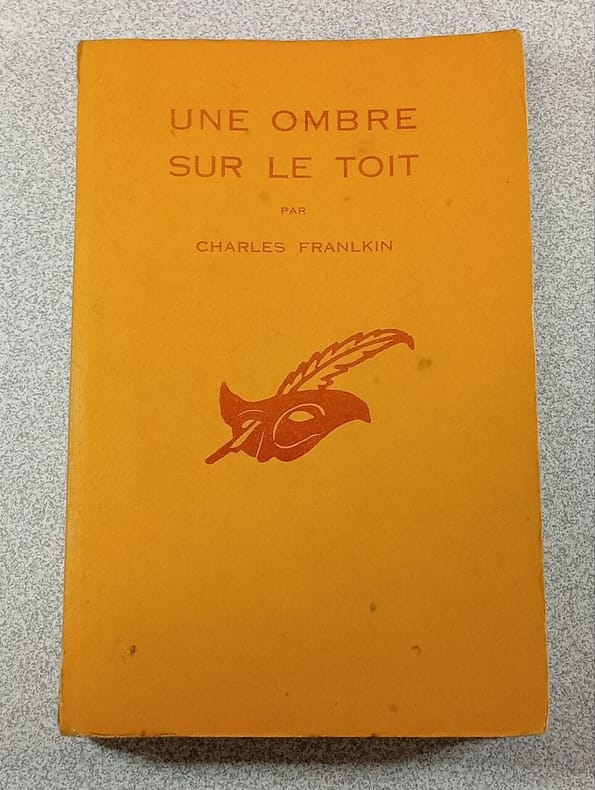 UNE OMBRE
SUR LE TOIT
PAR
CHARLES FRANLKIN